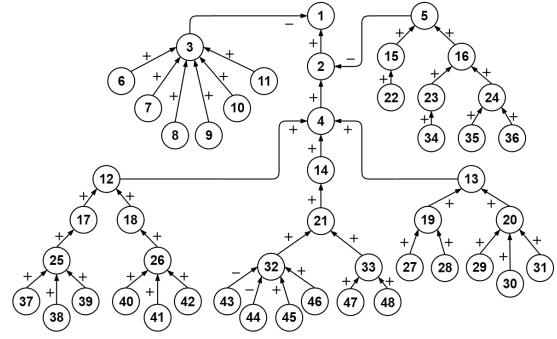 1 5
− +
3 + 15 16
+ + 2 − + +
6 7 8 9 10 11 + + + + +
+ + + 22 23 24
4 + + +
+ + + 34 35 36
12 14 13
+ + + + +
17 18 21 19 20
+ + + + + + + + +
25 26 32 33 27 28 29 30 31
+ + + + + + − − + + + +
37 38 39 40 41 42 43 44 45 46 47 48